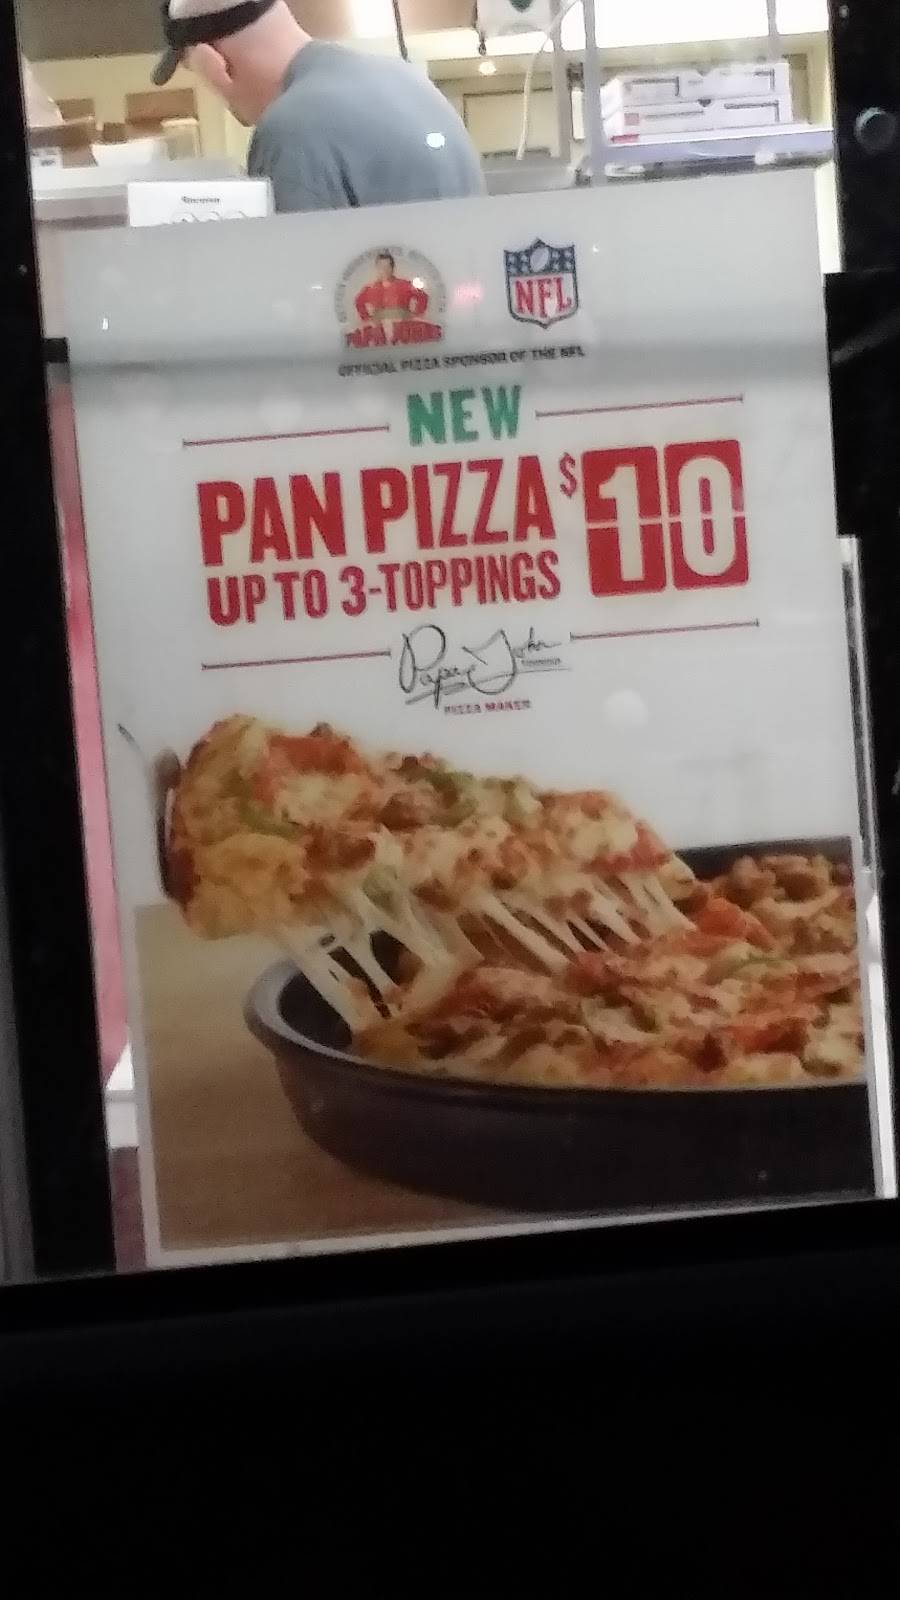 PAPA JOHNS
NFL
OFFICIAL PIZZA SPONSOR OF THE NFL
NEW
PAN PIZZA $10
UP TO 3-TOPPINGS
Papa John
PIZZA MAKER